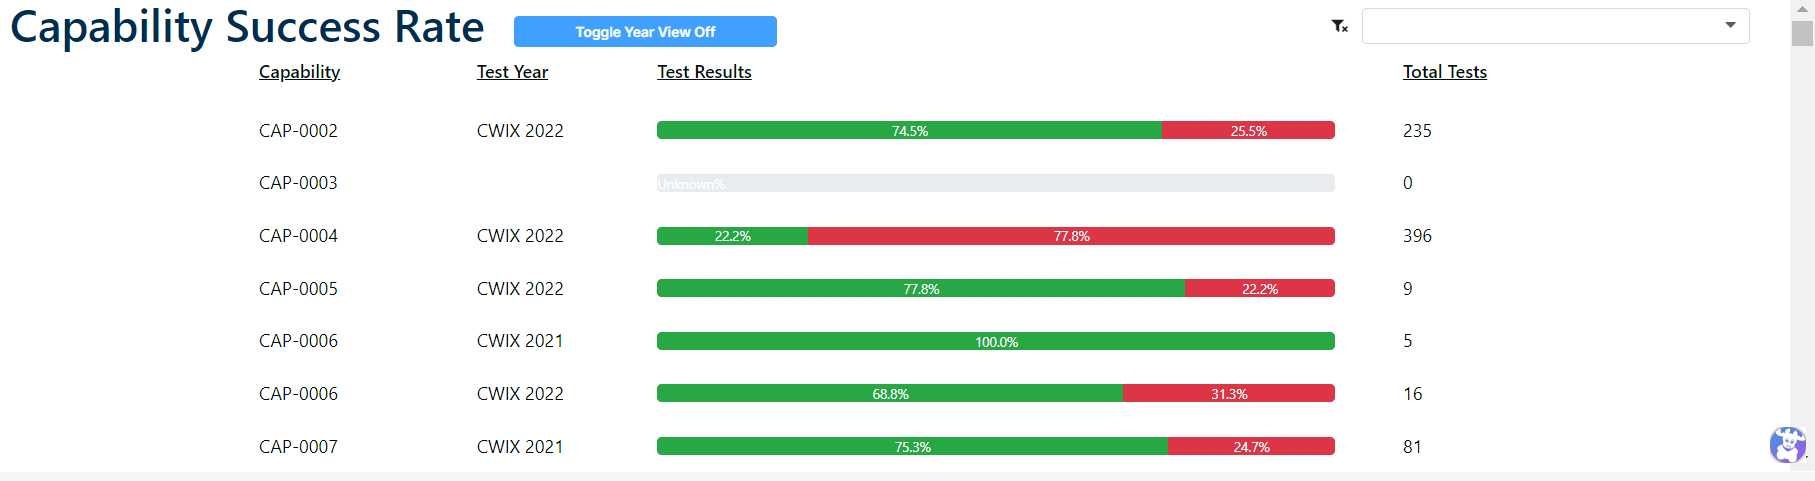 Capability Success Rate Toggle Year View Off
Capability Test Year Test Results Total Tests
CAP-0002 CWIX 2022 74.5% 25.5% 235
CAP-0003 Unknown% 0
CAP-0004 CWIX 2022 22.2% 77.8% 396
CAP-0005 CWIX 2022 77.8% 22.2% 9
CAP-0006 CWIX 2021 100.0% 5
CAP-0006 CWIX 2022 68.8% 31.3% 16
CAP-0007 CWIX 2021 75.3% 24.7% 81